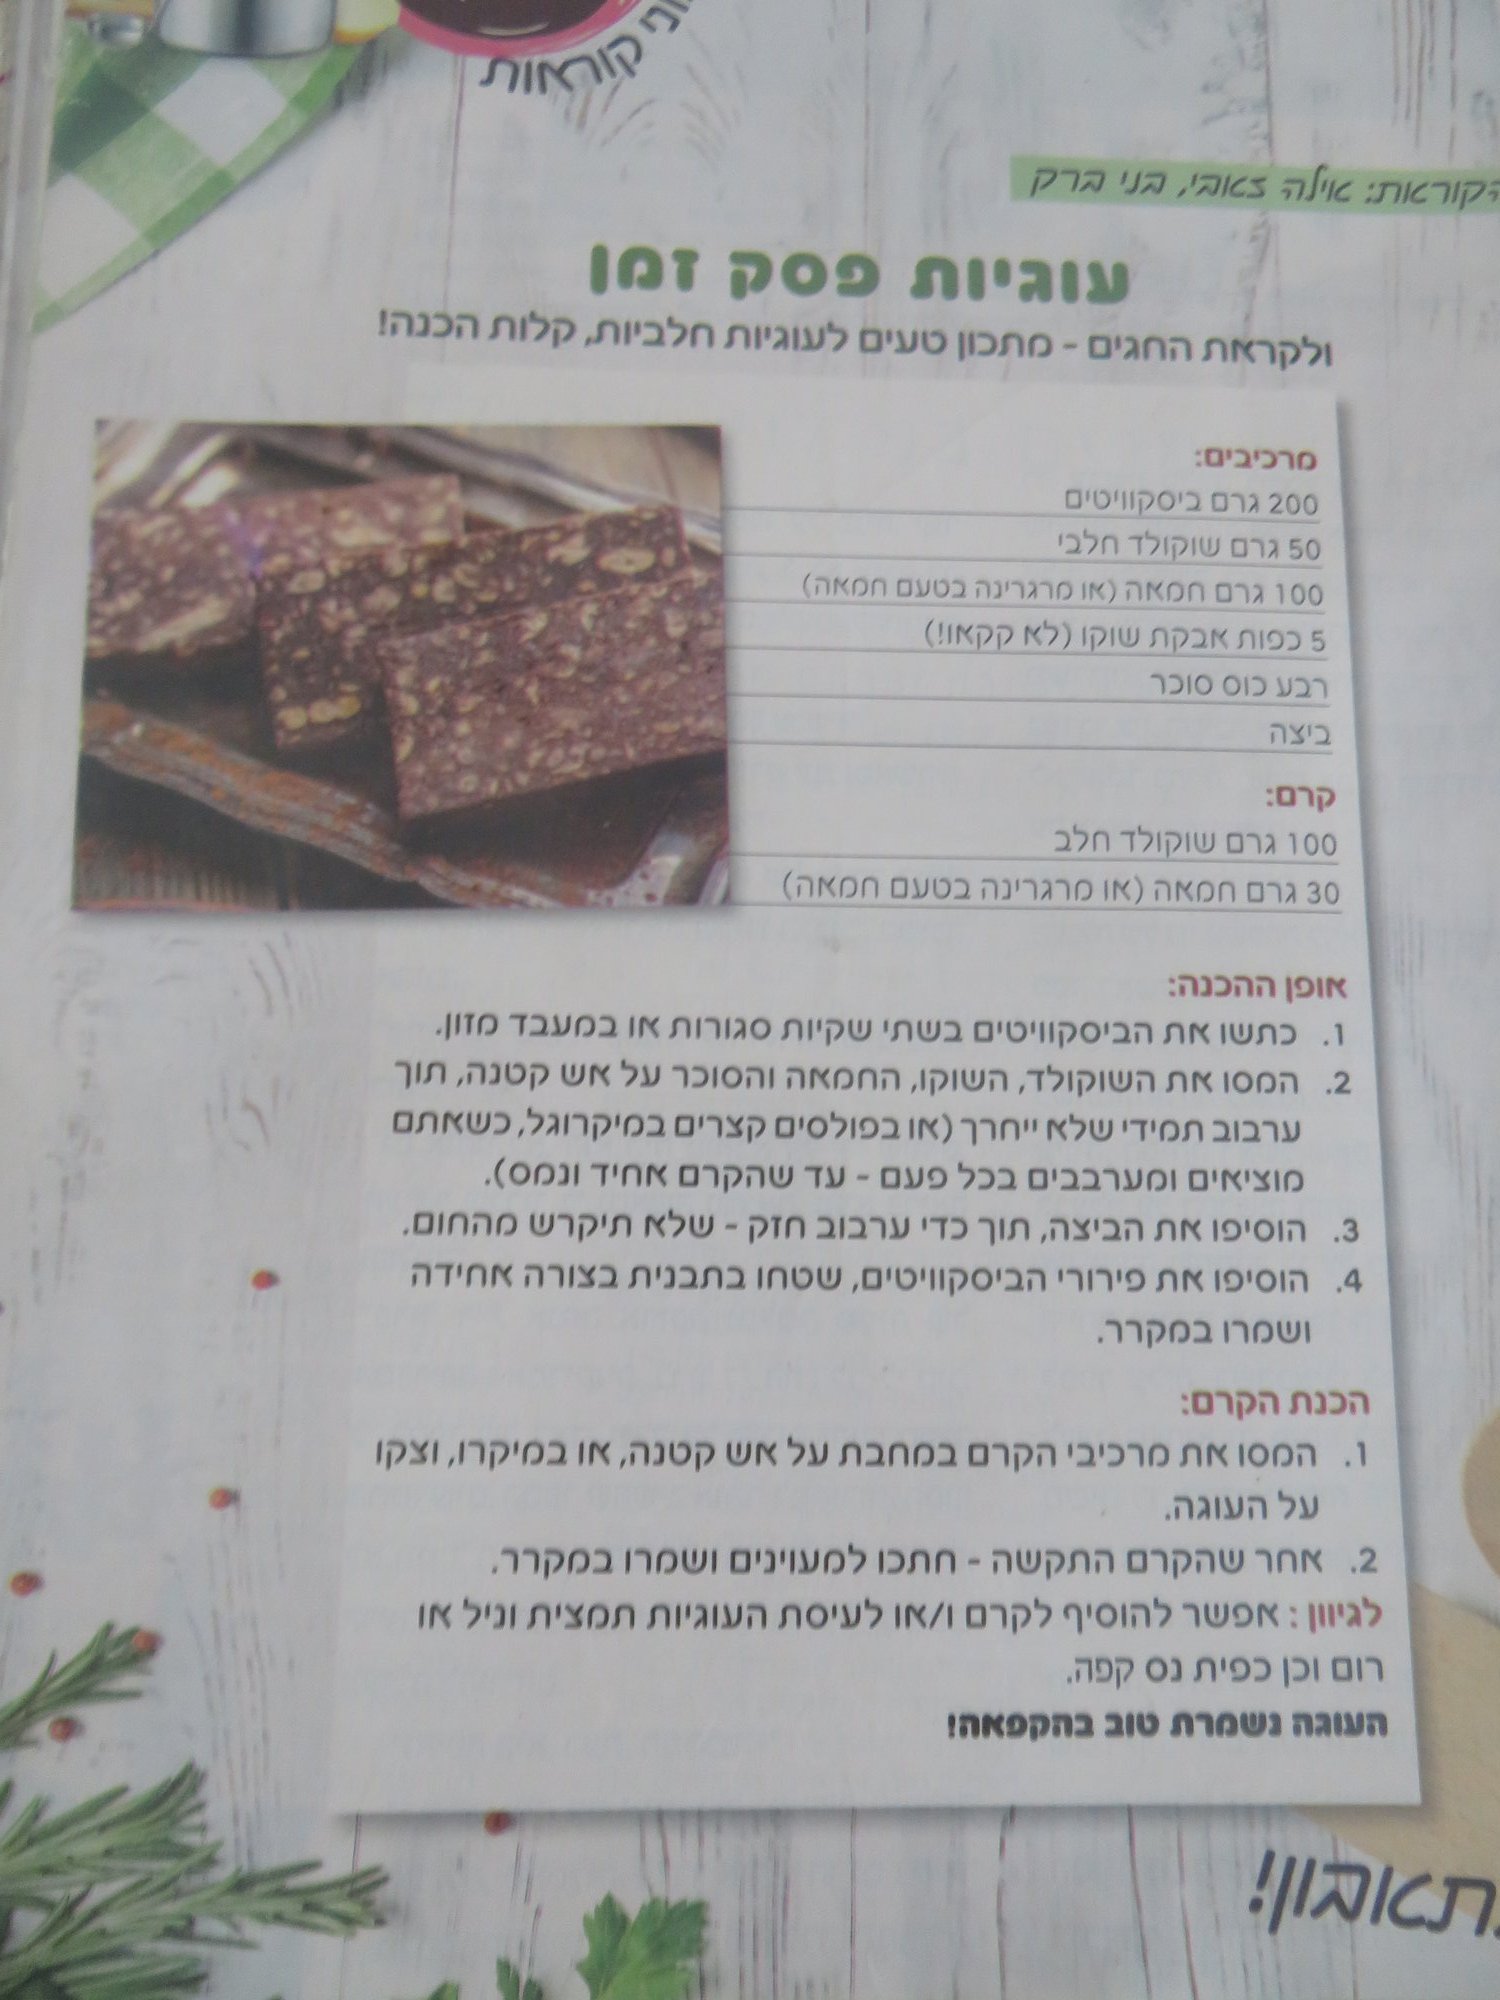 קוראות
הקוראת: אילה זאבי, בני ברק
עוגיות פסק זמן
ולקראת החגים - מתכון טעים לעוגיות חלביות, קלות הכנה!
מרכיבים:
200 גרם ביסקוויטים
50 גרם שוקולד חלבי
100 גרם חמאה (או מרגרינה בטעם חמאה)
5 כפות אבקת שוקו (לא קקאו!)
רבע כוס סוכר
ביצה
קרם:
100 גרם שוקולד חלב
30 גרם חמאה (או מרגרינה בטעם חמאה)
אופן ההכנה:
1. כתשו את הביסקוויטים בשתי שקיות סגורות או במעבד מזון.
2. המסו את השוקולד, השוקו, החמאה והסוכר על אש קטנה, תוך
ערבוב תמידי שלא ייחרך (או בפולסים קצרים במיקרוגל, כשאתם
מוציאים ומערבבים בכל פעם - עד שהקרם אחיד ונמס).
3. הוסיפו את הביצה, תוך כדי ערבוב חזק - שלא תיקרש מהחום.
4. הוסיפו את פירורי הביסקוויטים, שטחו בתבנית בצורה אחידה
ושמרו במקרר.
הכנת הקרם:
1. המסו את מרכיבי הקרם במחבת על אש קטנה, או במיקרו, וצקו
על העוגה.
2. אחר שהקרם התקשה - חתכו למעוינים ושמרו במקרר.
לגיוון : אפשר להוסיף לקרם ו/או לעיסת העוגיות תמצית וניל או
רום וכן כפית נס קפה.
העוגה נשמרת טוב בהקפאה!
תאבון!